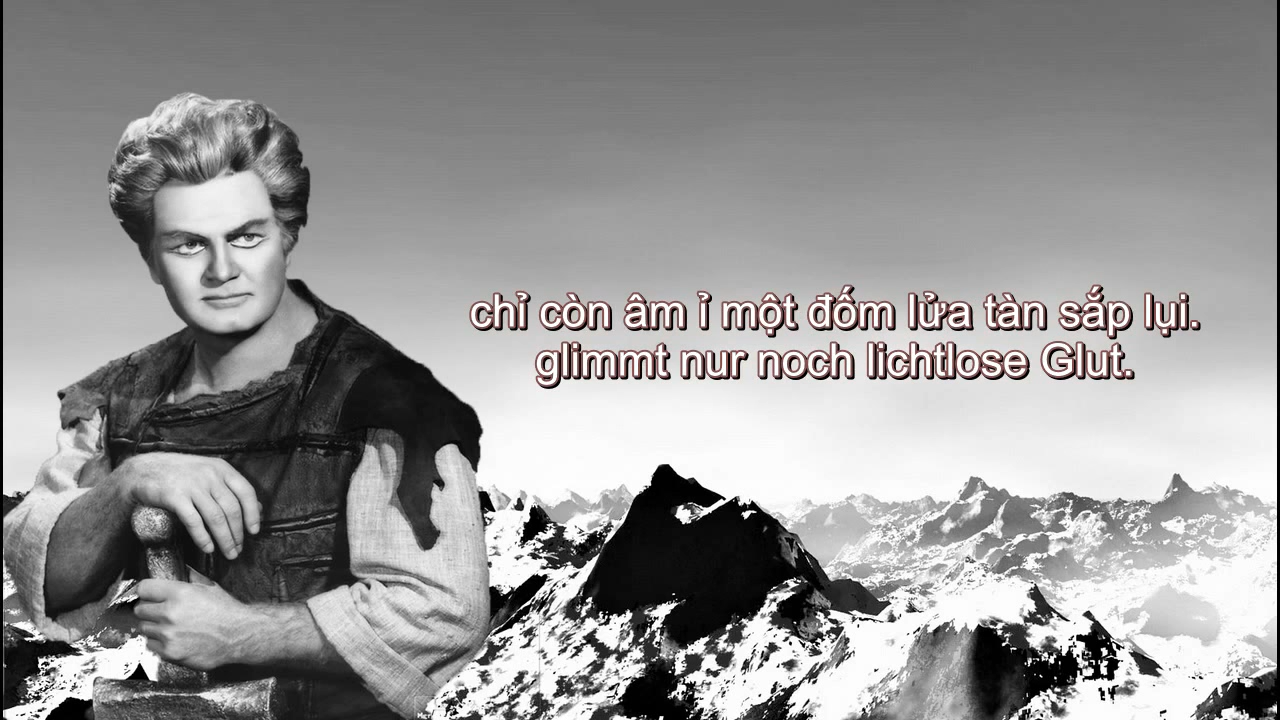 chỉ còn âm ỉ một đốm lửa tàn sắp lụi.
glimmt nur noch lichtlose Glut.